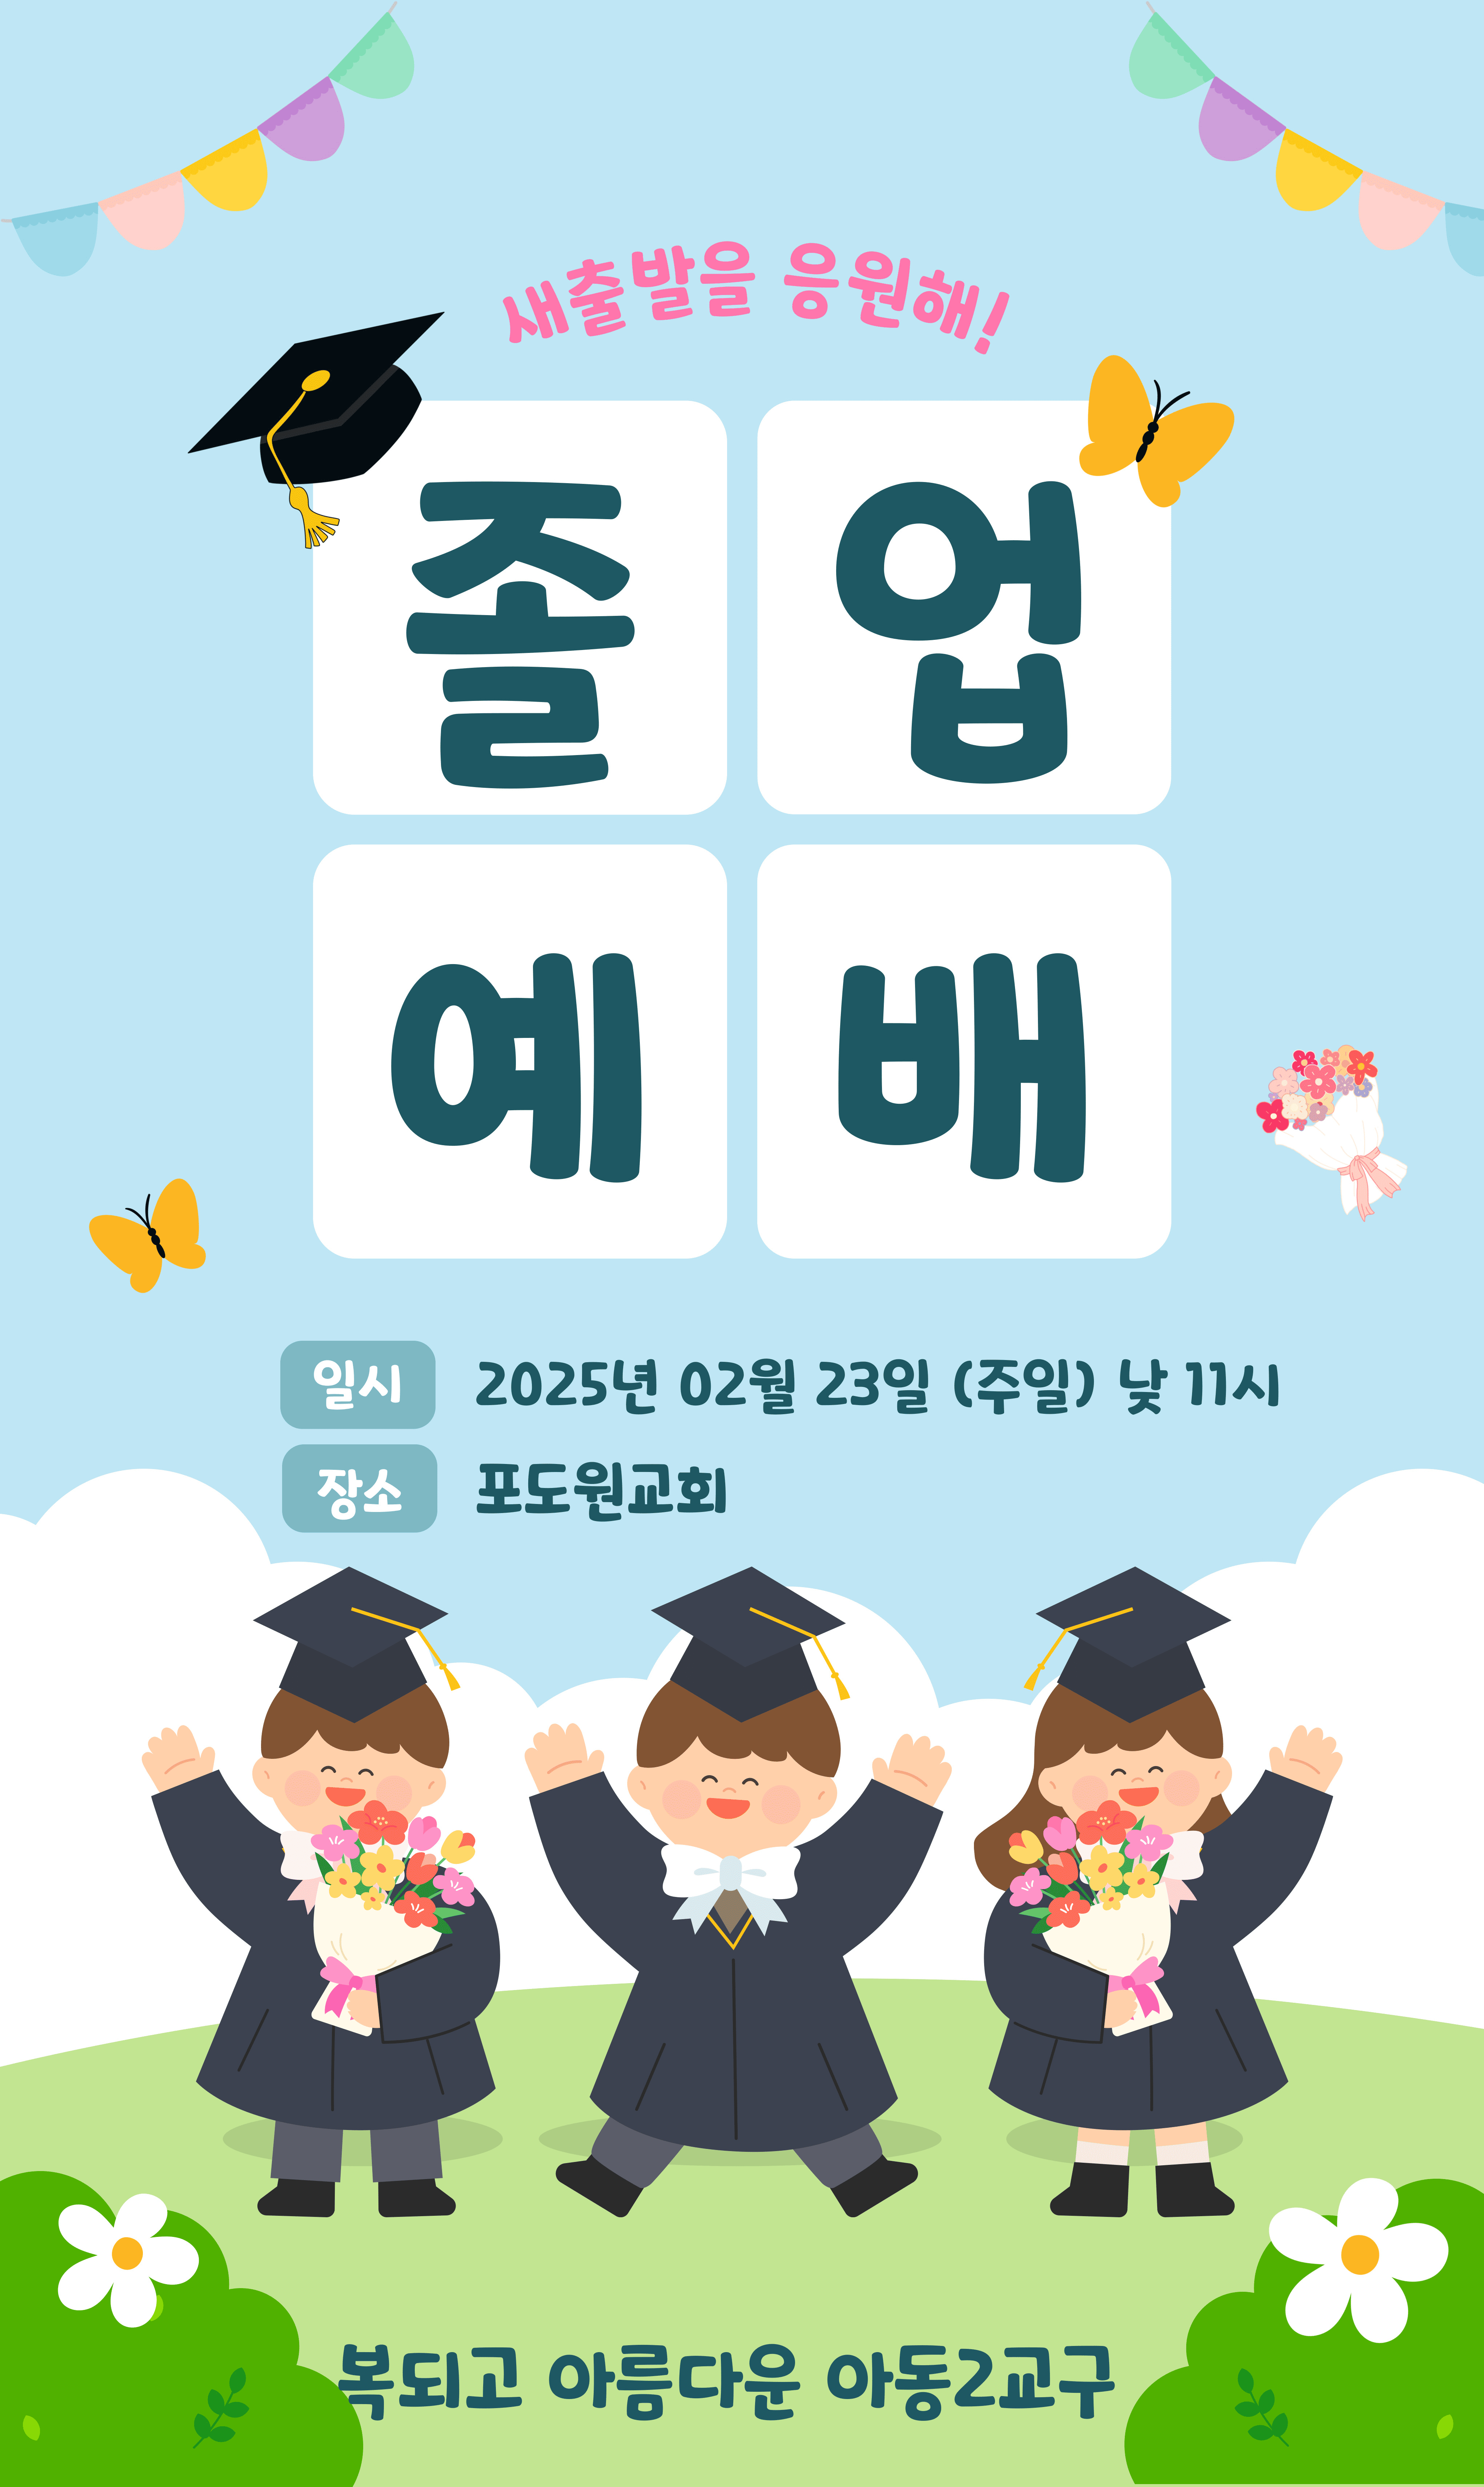 새출발을 응원해!
졸업
예배
일시 2025년 02월 23일 (주일) 낮 11시
장소 포도원교회
복되고 아름다운 아동2교구